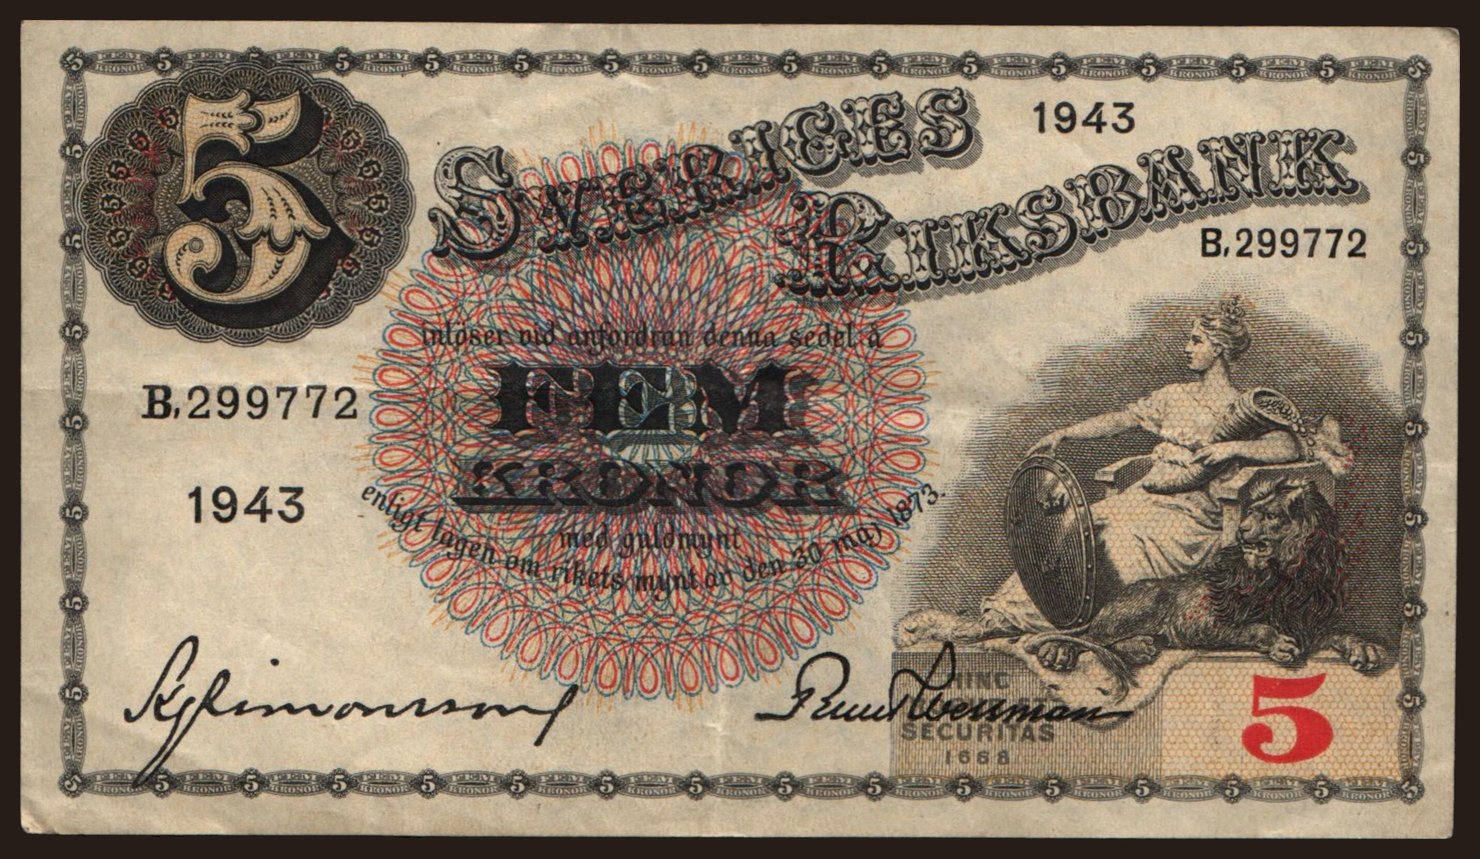 5
SVERIGES
1943
RIKSBANK
B.299772
inlöser vid anfordran denna sedel å
FEM
KRONOR
B.299772
1943
med guldmynt
enligt lagen om rikets mynt av den 30 maj 1873.
HINC
SECURITAS
1668
5